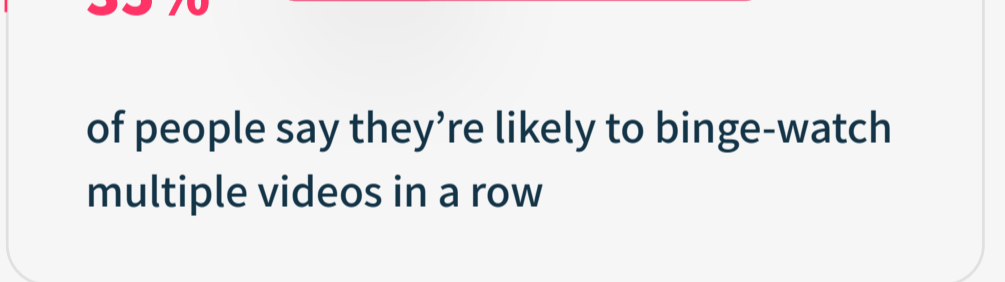 of people say they’re likely to binge-watch
multiple videos in a row